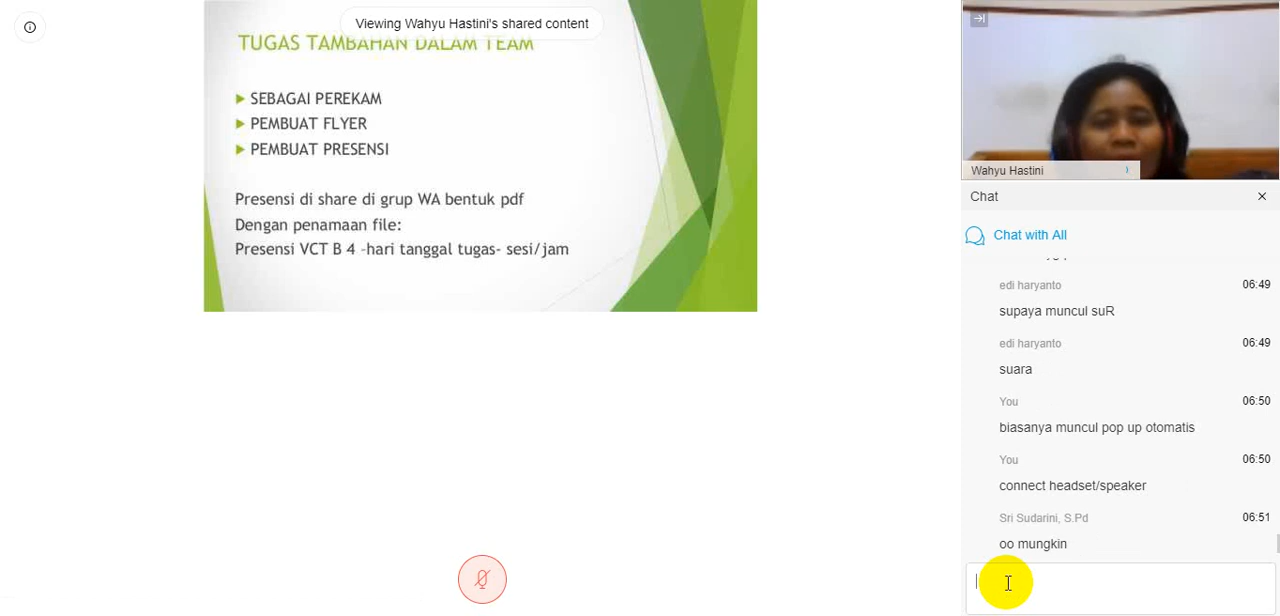 Viewing Wahyu Hastini's shared content
TUGAS TAMBAHAN DALAM TEAM
SEBAGAI PEREKAM
PEMBUAT FLYER
PEMBUAT PRESENSI
Presensi di share di grup WA bentuk pdf
Dengan penamaan file:
Presensi VCT B 4 -hari tanggal tugas- sesi/jam
Wahyu Hastini
Chat
Chat with All
edi haryanto 06:49
supaya muncul suR
edi haryanto 06:49
suara
You 06:50
biasanya muncul pop up otomatis
You 06:50
connect headset/speaker
Sri Sudarini, S.Pd 06:51
oo mungkin